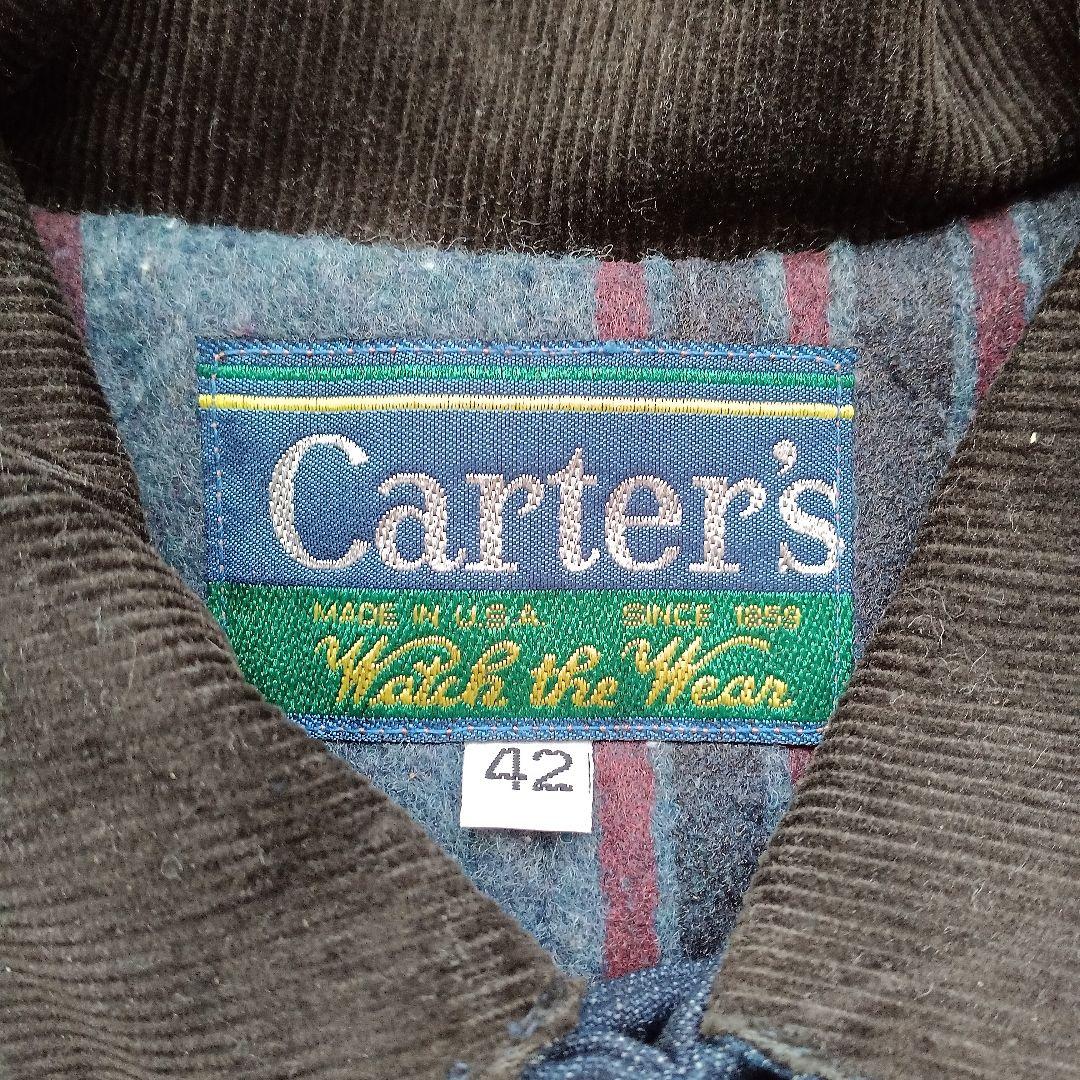 Carter's
MADE IN U.S.A. SINCE 1859
Watch the Wear
42